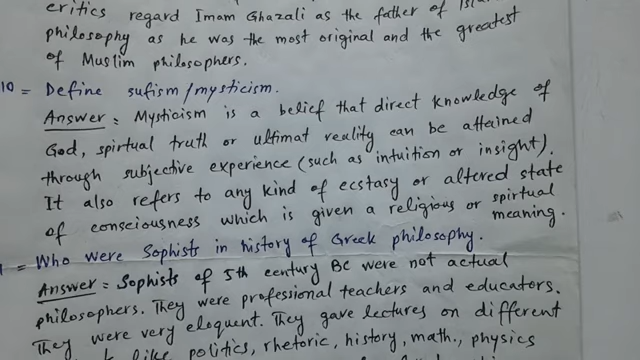 critics regard Imam Ghazali as the father of
philosophy as he was the most original and the greatest
of Muslim philosophers.
10 = Define sufism/mysticism.
Answer: Mysticism is a belief that direct knowledge of
God, spirtual truth or ultimat reality can be attained
through subjective experience (such as intuition or insight).
It also refers to any kind of ecstasy or altered state
of consciousness which is given a religious or spirtual
meaning.
= Who were Sophists in history of Greek philosophy.
Answer = Sophists of 5th century BC were not actual
philosophers. They were professional teachers and educators.
They were very eloquent. They gave lectures on different
like politics, rhetoric, history, math., physics